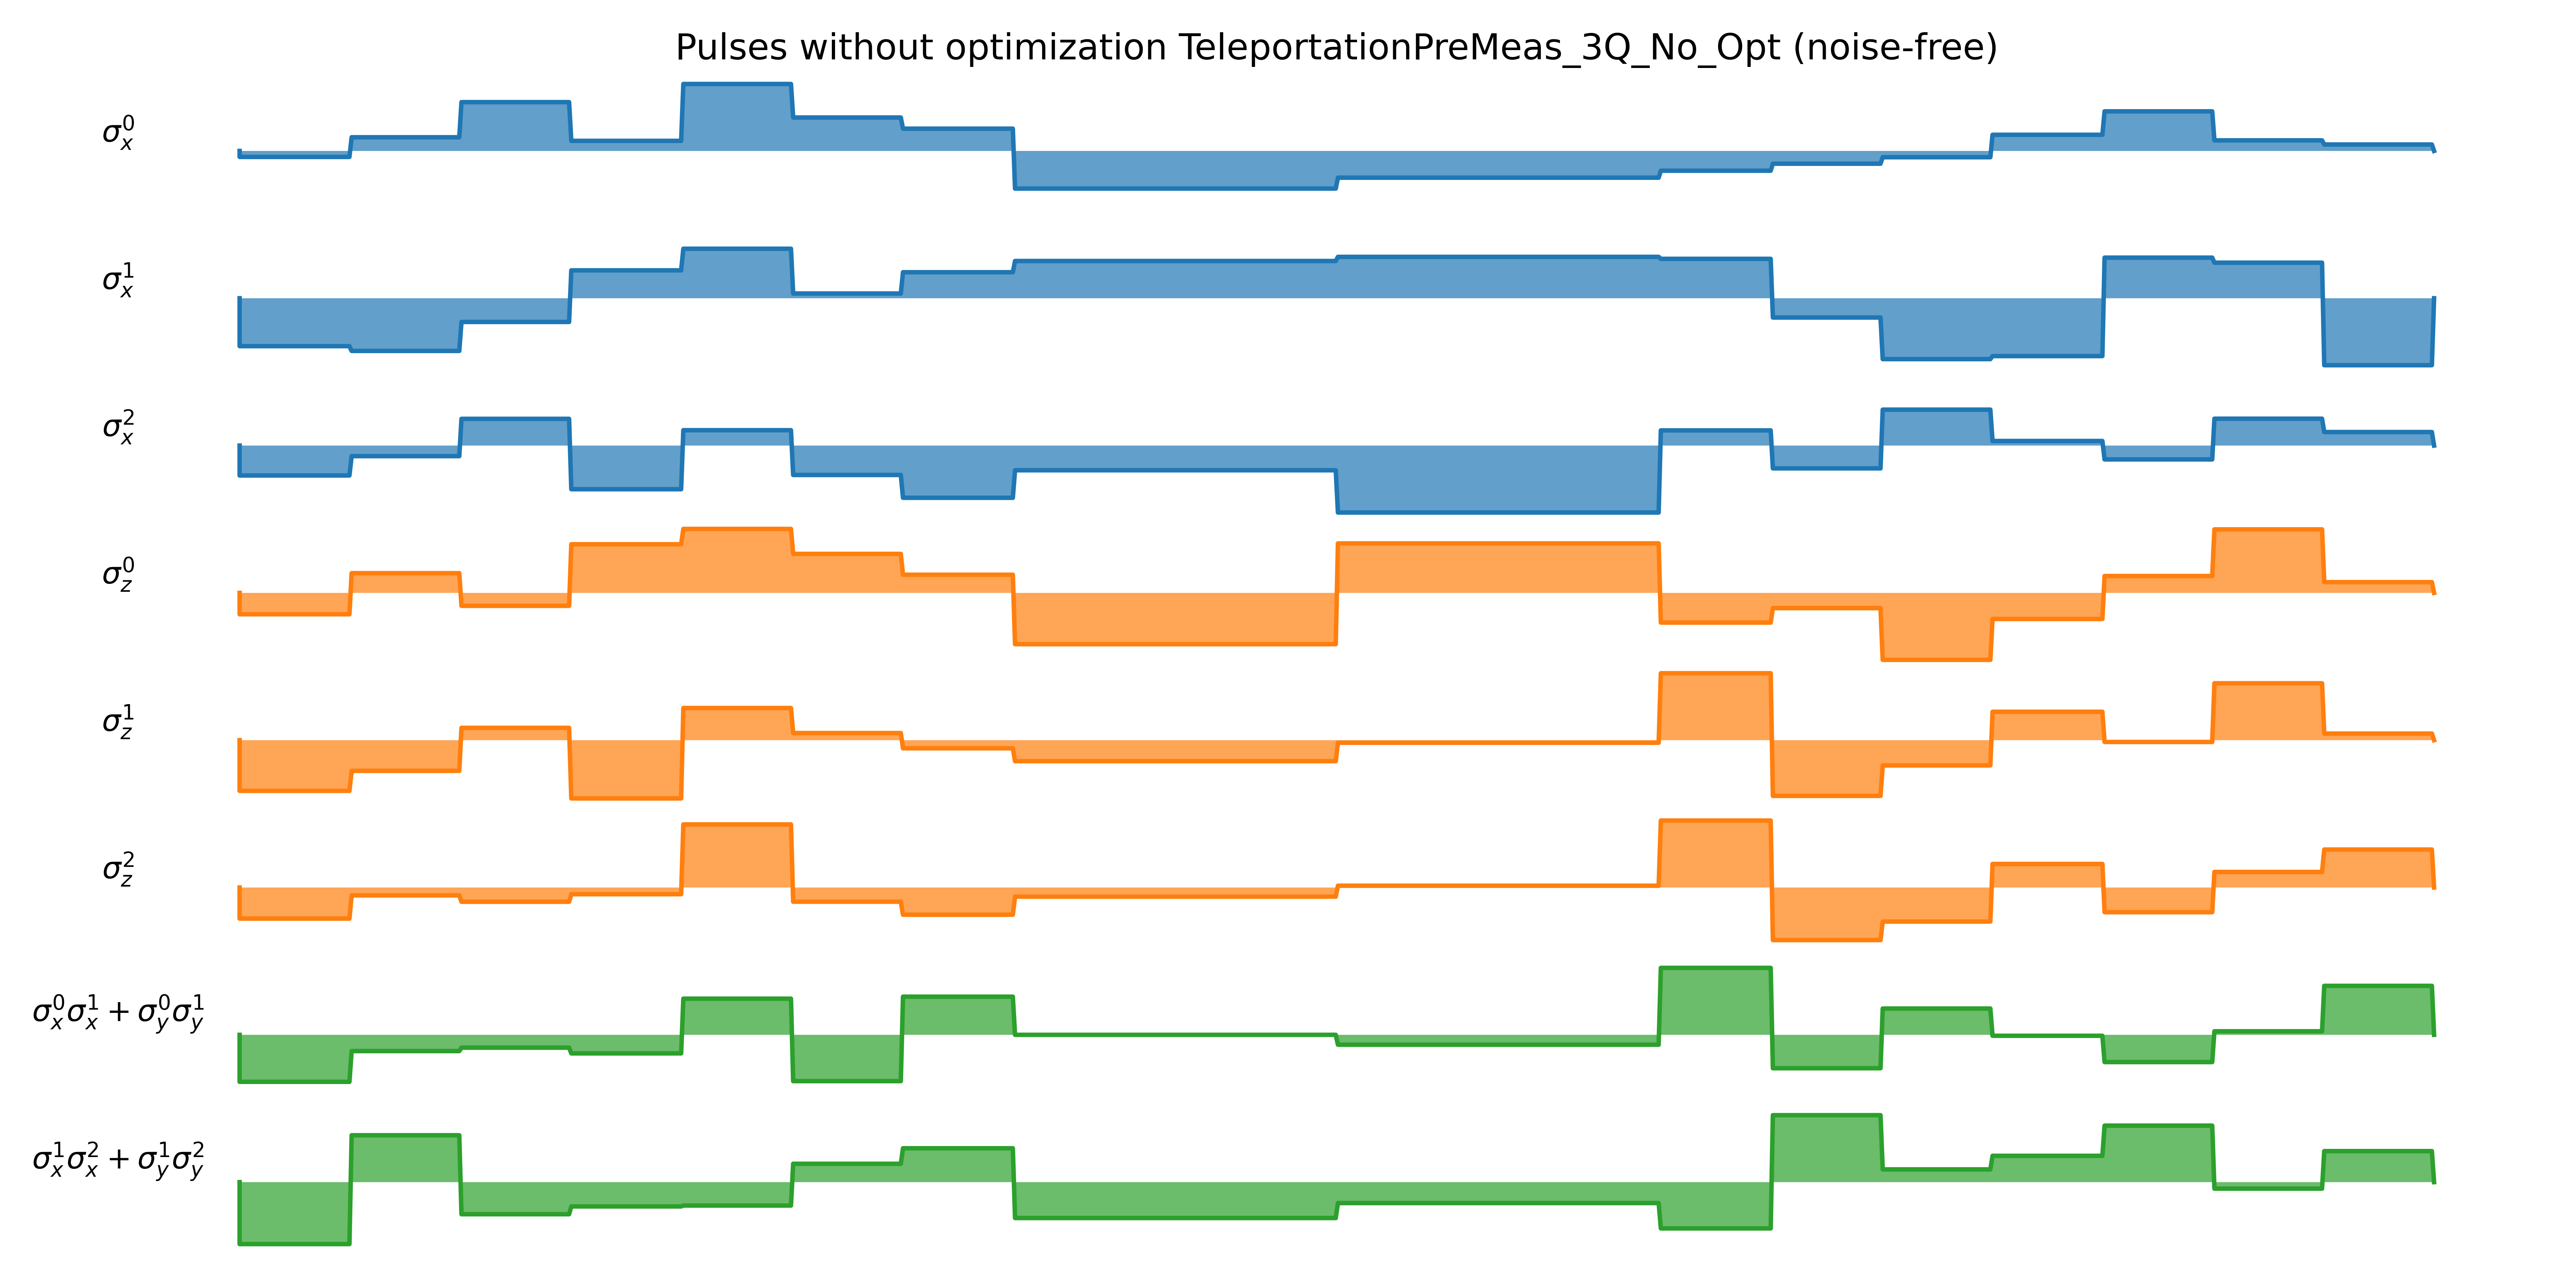 Pulses without optimization TeleportationPreMeas_3Q_No_Opt (noise-free)
σ_x^0
σ_x^1
σ_x^2
σ_z^0
σ_z^1
σ_z^2
σ_x^0σ_x^1 + σ_y^0σ_y^1
σ_x^1σ_x^2 + σ_y^1σ_y^2